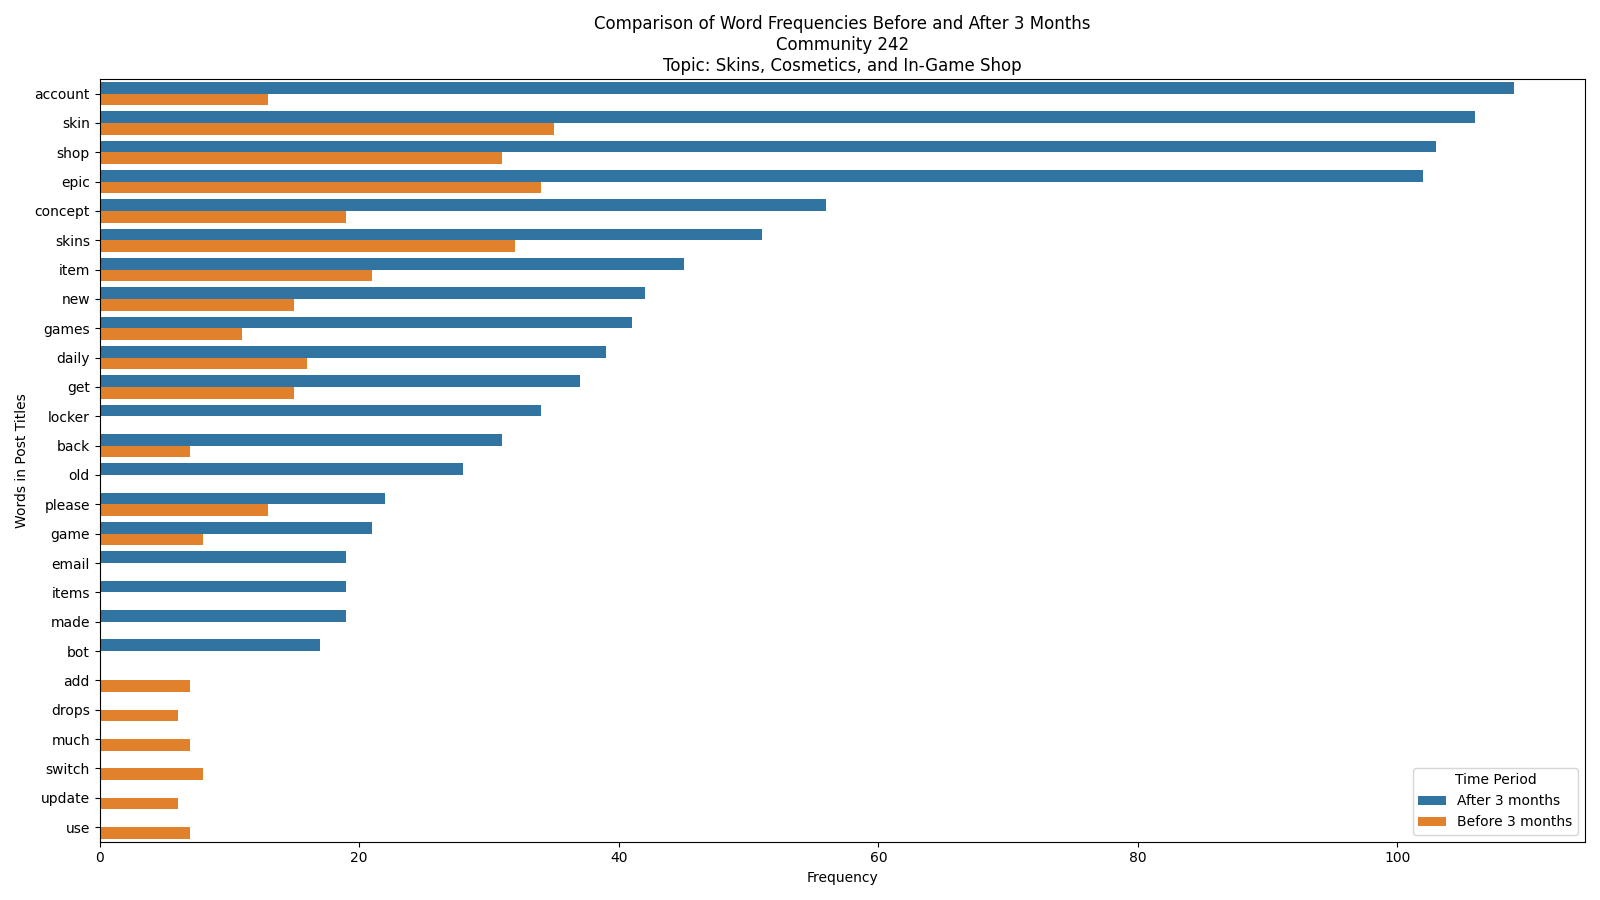 Comparison of Word Frequencies Before and After 3 Months
Community 242
Topic: Skins, Cosmetics, and In-Game Shop
Words in Post Titles
account
skin
shop
epic
concept
skins
item
new
games
daily
get
locker
back
old
please
game
email
items
made
bot
add
drops
much
switch
update
use
Time Period
After 3 months
Before 3 months
0 20 40 60 80 100
Frequency